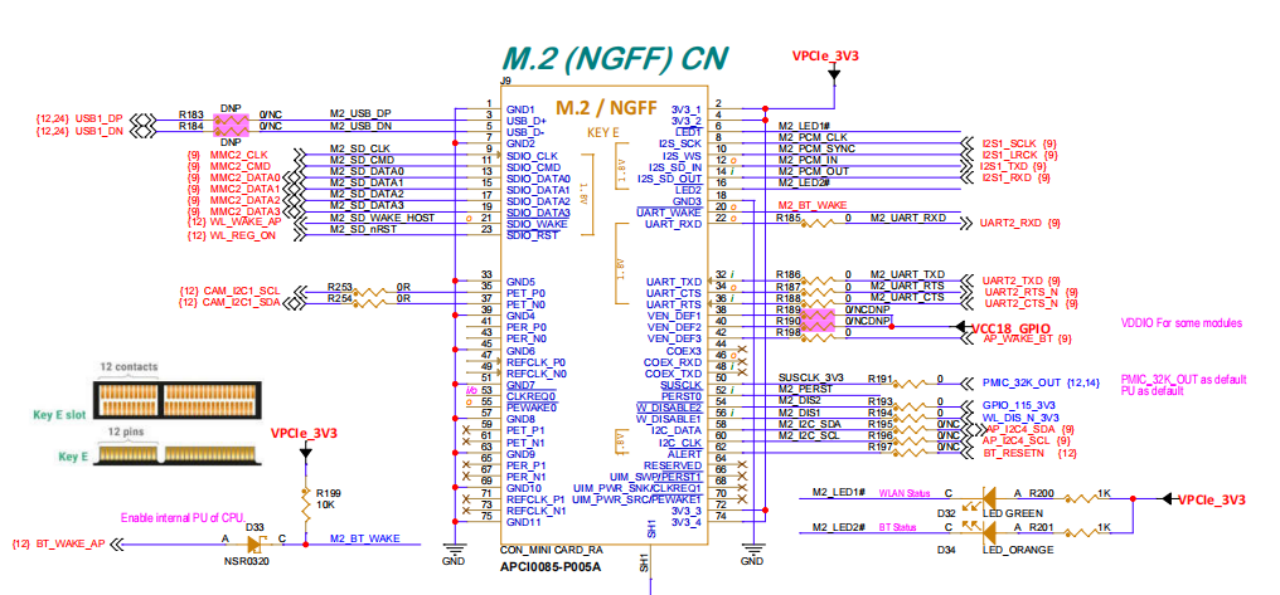 M.2 (NGFF) CN
VPCIe_3V3
J9
M.2 / NGFF
KEY E
DNP
{12,24} USB1_DP R183 0/NC M2_USB_DP
{12,24} USB1_DN R184 0/NC M2_USB_DN
DNP
{9} MMC2_CLK M2_SD_CLK
{9} MMC2_CMD M2_SD_CMD
{9} MMC2_DATA0 M2_SD_DATA0
{9} MMC2_DATA1 M2_SD_DATA1
{9} MMC2_DATA2 M2_SD_DATA2
{9} MMC2_DATA3 M2_SD_DATA3
{12} WL_WAKE_AP M2_SD_WAKE_HOST
{12} WL_REG_ON M2_SD_nRST
{12} CAM_I2C1_SCL R253 0R
{12} CAM_I2C1_SDA R254 0R
1 GND1
3 USB_D+
5 USB_D-
7 GND2
9 SDIO_CLK
11 SDIO_CMD
13 SDIO_DATA0
15 SDIO_DATA1
17 SDIO_DATA2
19 SDIO_DATA3
o 21 SDIO_WAKE
23 SDIO_RST
1.8V
33 GND5
35 PET_P0
37 PET_N0
39 GND4
41 PER_P0
43 PER_N0
45 GND6
47 REFCLK_P0
49 REFCLK_N0
51 GND7
i/o 53 CLKREQ0
o 55 PEWAKE0
57 GND8
59 PET_P1
61 PET_N1
63 GND9
65 PER_P1
67 PER_N1
69 GND10
71 REFCLK_P1
73 REFCLK_N1
75 GND11
3V3_1 2
3V3_2 4
LED1 6 M2_LED1#
I2S_SCK 8 M2_PCM_CLK I2S1_SCLK {9}
I2S_WS 10 M2_PCM_SYNC I2S1_LRCK {9}
I2S_SD_IN 12 o M2_PCM_IN I2S1_TXD {9}
I2S_SD_OUT 14 i M2_PCM_OUT I2S1_RXD {9}
LED2 16 M2_LED2#
1.8V
GND3 18
UART_WAKE 20 o M2_BT_WAKE
UART_RXD 22 o R185 0 M2_UART_RXD UART2_RXD {9}
1.8V
UART_TXD 32 i R186 0 M2_UART_TXD UART2_TXD {9}
UART_CTS 34 o R187 0 M2_UART_RTS UART2_RTS_N {9}
UART_RTS 36 i R188 0 M2_UART_CTS UART2_CTS_N {9}
VEN_DEF1 38 R189 0/NCDNP
VEN_DEF2 40 R190 0/NCDNP VCC18_GPIO
VDDIO For some modules
VEN_DEF3 42 R198 0 AP_WAKE_BT {9}
COEX3 44
COEX_RXD 46 o
COEX_TXD 48 i
SUSCLK 50 SUSCLK_3V3 R191 0 PMIC_32K_OUT {12,14}
PMIC_32K_OUT as default
PU as default
PERST0 52 i M2_PERST
W_DISABLE2 54 M2_DIS2 R193 0 GPIO_115_3V3
W_DISABLE1 56 i M2_DIS1 R194 0 WL_DIS_N_3V3
I2C_DATA 58 M2_I2C_SDA R195 0/NC AP_I2C4_SDA {9}
I2C_CLK 60 M2_I2C_SCL R196 0/NC AP_I2C4_SCL {9}
ALERT 62 R197 0/NC BT_RESETN {12}
1.8V
RESERVED 64
UIM_SWP/PERST1 66
UIM_PWR_SNK/CLKREQ1 68
UIM_PWR_SRC/PEWAKE1 70
3V3_3 72
3V3_4 74
SH1
SH1
GND
GND
CON_MINI CARD_RA
APCI0085-P005A
12 contacts
Key E slot
12 pins
Key E
VPCIe_3V3
R199
10K
Enable internal PU of CPU.
D33
{12} BT_WAKE_AP A C M2_BT_WAKE
NSR0320
M2_LED1# WLAN Status C A R200 1K
D32 LED GREEN
VPCIe_3V3
M2_LED2# BT Status C A R201 1K
D34 LED_ORANGE